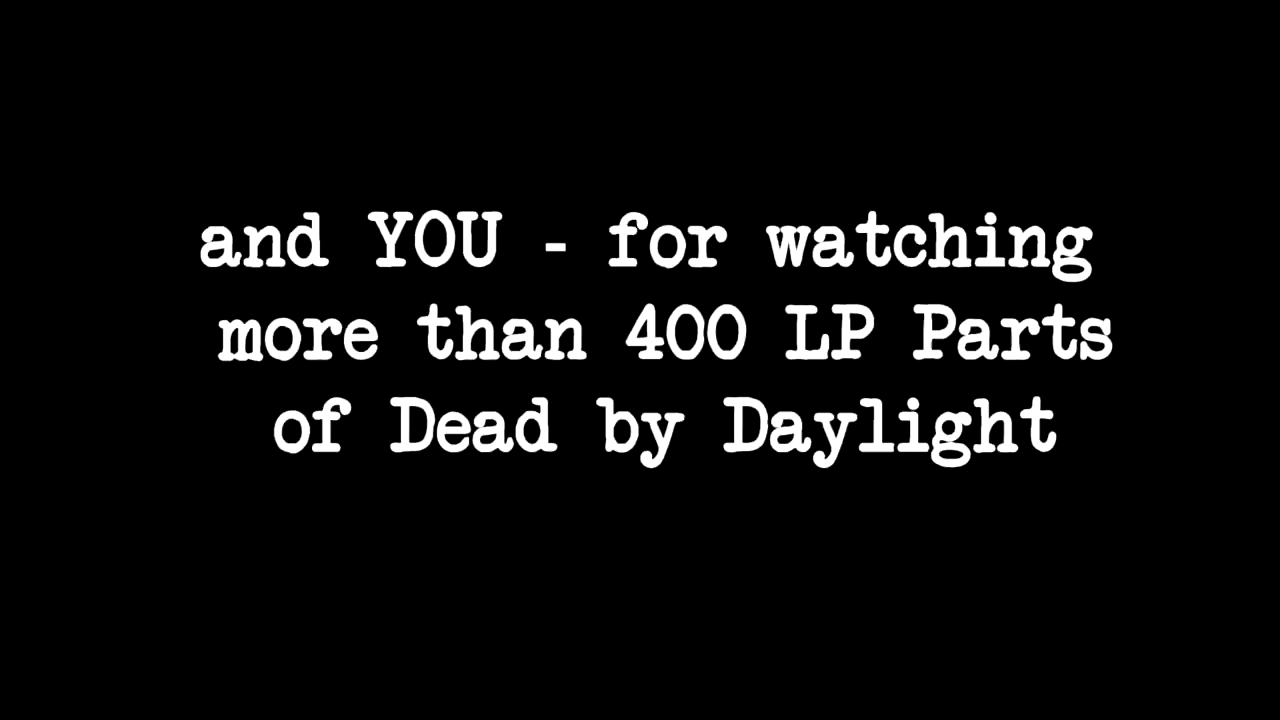 and YOU - for watching
more than 400 LP Parts
of Dead by Daylight